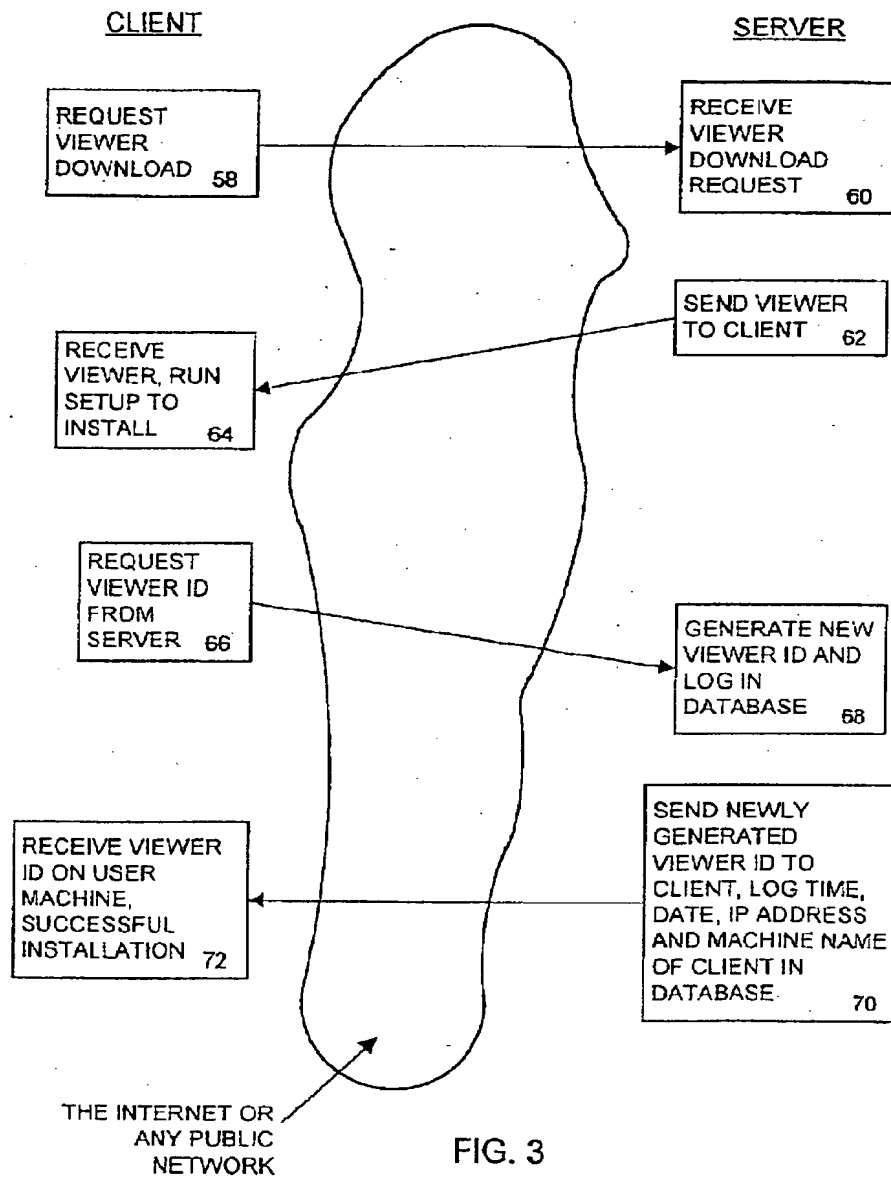 CLIENT
SERVER
REQUEST
VIEWER
DOWNLOAD
58
RECEIVE
VIEWER
DOWNLOAD
REQUEST
60
SEND VIEWER
TO CLIENT
62
RECEIVE
VIEWER, RUN
SETUP TO
INSTALL
64
REQUEST
VIEWER ID
FROM
SERVER
66
GENERATE NEW
VIEWER ID AND
LOG IN
DATABASE
68
SEND NEWLY
GENERATED
VIEWER ID TO
CLIENT, LOG TIME,
DATE, IP ADDRESS
AND MACHINE NAME
OF CLIENT IN
DATABASE
70
RECEIVE VIEWER
ID ON USER
MACHINE,
SUCCESSFUL
INSTALLATION
72
THE INTERNET OR
ANY PUBLIC
NETWORK
FIG. 3